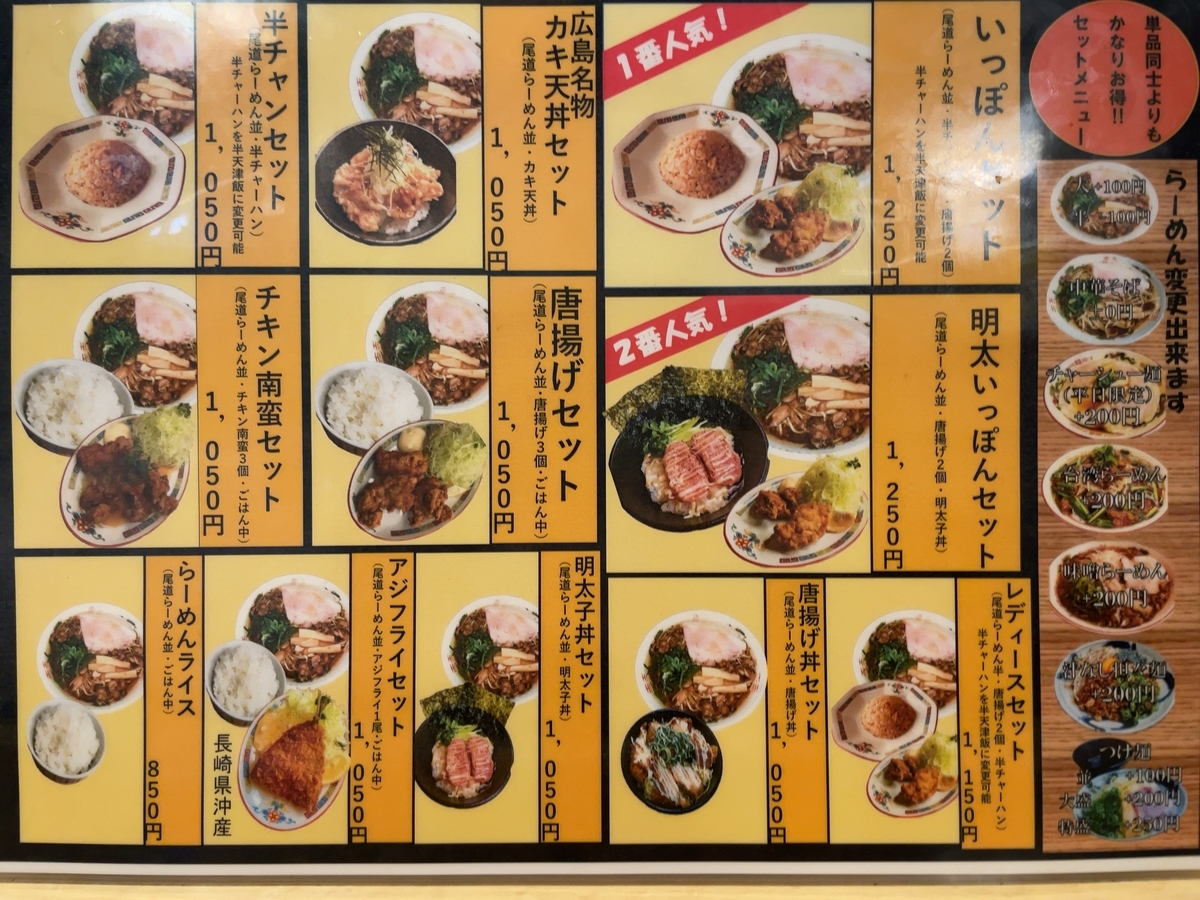 単品同士よりも
かなりお得!!
セットメニュー
らーめん変更出来ます
大 +100円
半 -100円
中華そば
±0円
チャーシュー麺
(平日限定)
+200円
台湾らーめん
+200円
味噌らーめん
+200円
汁なし担々麺
+200円
つけ麺
並 +100円
大盛 +200円
特盛 +250円
1番人気!
いっぽんセット
(尾道らーめん並・半チャーハン・唐揚げ2個)
半チャーハンを半天津飯に変更可能
1,250円
2番人気!
明太いっぽんセット
(尾道らーめん並・唐揚げ2個・明太子丼)
1,250円
レディースセット
(尾道らーめん半・唐揚げ2個・半チャーハン)
半チャーハンを半天津飯に変更可能
1,150円
唐揚げ丼セット
(尾道らーめん並・唐揚げ丼)
1,050円
広島名物
カキ天丼セット
(尾道らーめん並・カキ天丼)
1,050円
半チャンセット
(尾道らーめん並・半チャーハン)
半チャーハンを半天津飯に変更可能
1,050円
唐揚げセット
(尾道らーめん並・唐揚げ3個・ごはん中)
1,050円
チキン南蛮セット
(尾道らーめん並・チキン南蛮3個・ごはん中)
1,050円
明太子丼セット
(尾道らーめん並・明太子丼)
1,050円
アジフライセット
(尾道らーめん並・アジフライ1尾・ごはん中)
1,050円
長崎県沖産
らーめんライス
(尾道らーめん並・ごはん中)
850円